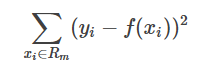 ∑_{x_i∈R_m} (y_i − f(x_i))²